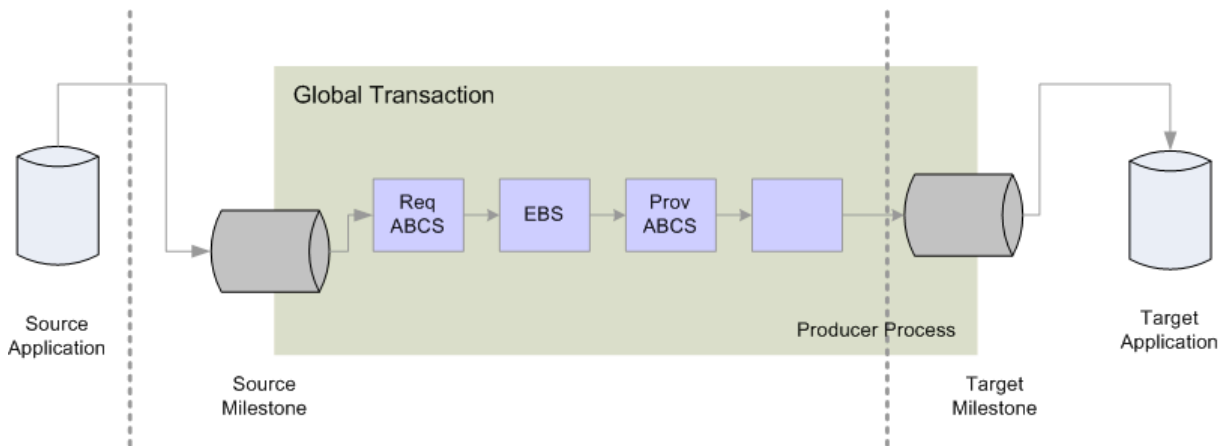 Global Transaction
Req
ABCS
EBS
Prov
ABCS
Producer Process
Source
Application
Source
Milestone
Target
Milestone
Target
Application